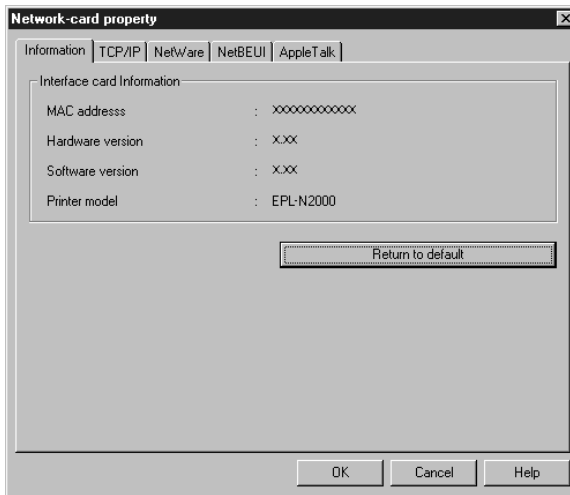 Network-card property
Information TCP/IP NetWare NetBEUI AppleTalk
Interface card Information
MAC addresss : XXXXXXXXXXXX
Hardware version : X.XX
Software version : X.XX
Printer model : EPL-N2000
Return to default
OK Cancel Help